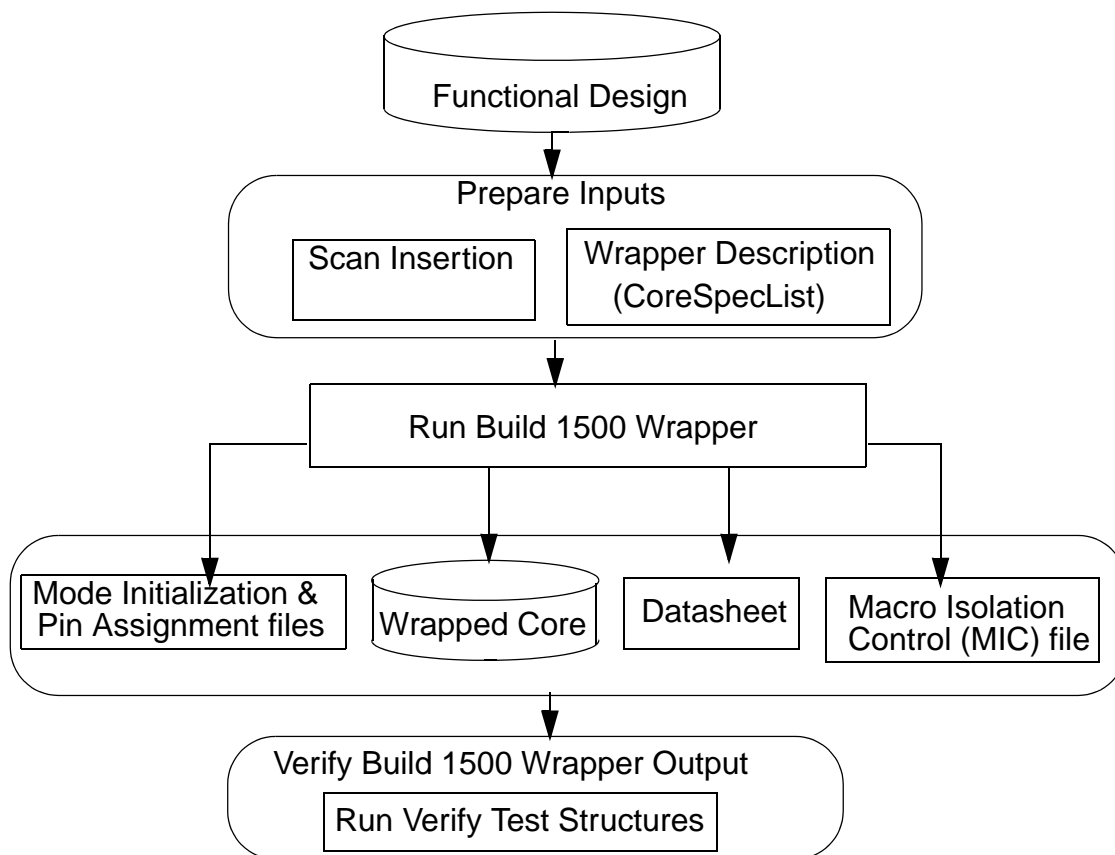 Functional Design
Prepare Inputs
Scan Insertion
Wrapper Description
(CoreSpecList)
Run Build 1500 Wrapper
Mode Initialization &
Pin Assignment files
Wrapped Core
Datasheet
Macro Isolation
Control (MIC) file
Verify Build 1500 Wrapper Output
Run Verify Test Structures